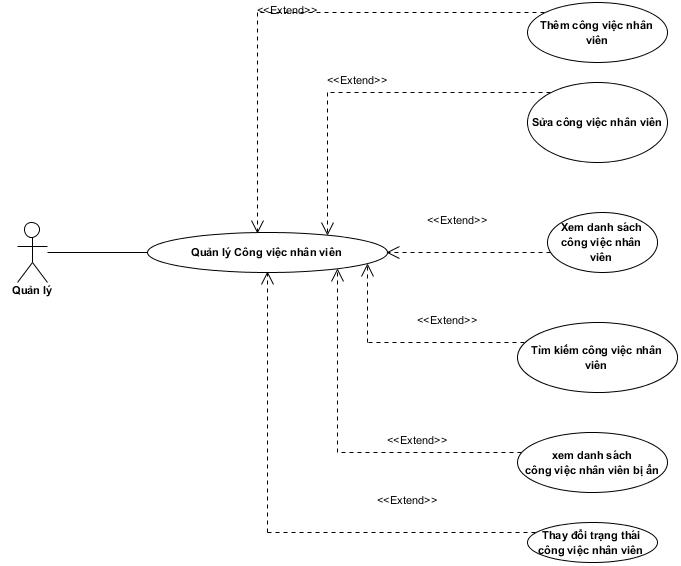 <<Extend>>
Thêm công việc nhân
viên
<<Extend>>
Sửa công việc nhân viên
<<Extend>>
Xem danh sách
công việc nhân
viên
Quản lý Công việc nhân viên
Quản lý
<<Extend>>
Tìm kiếm công việc nhân
viên
<<Extend>>
xem danh sách
công việc nhân viên bị ẩn
<<Extend>>
Thay đổi trạng thái
công việc nhân viên